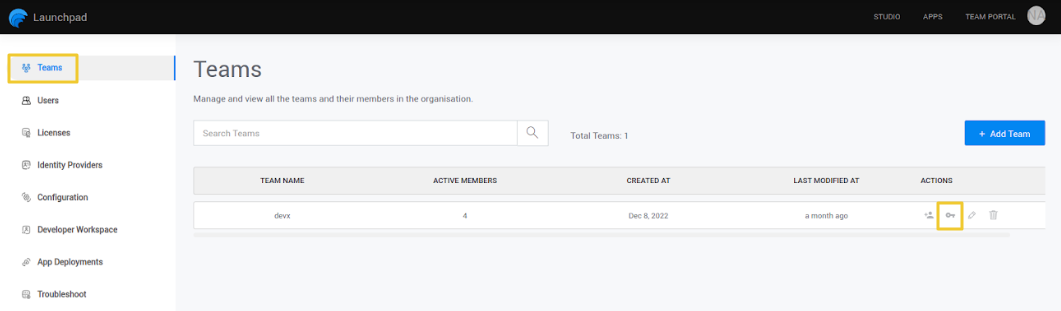 Launchpad
STUDIO APPS TEAM PORTAL NA
Teams
Users
Licenses
Identity Providers
Configuration
Developer Workspace
App Deployments
Troubleshoot
Teams
Manage and view all the teams and their members in the organisation.
Search Teams
Total Teams: 1
+ Add Team
TEAM NAME ACTIVE MEMBERS CREATED AT LAST MODIFIED AT ACTIONS
devx 4 Dec 8, 2022 a month ago